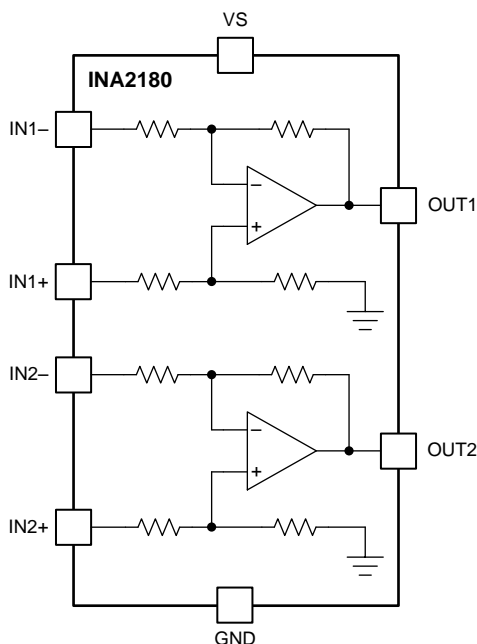 VS
INA2180
IN1–
–
OUT1
+
IN1+
IN2–
–
OUT2
+
IN2+
GND